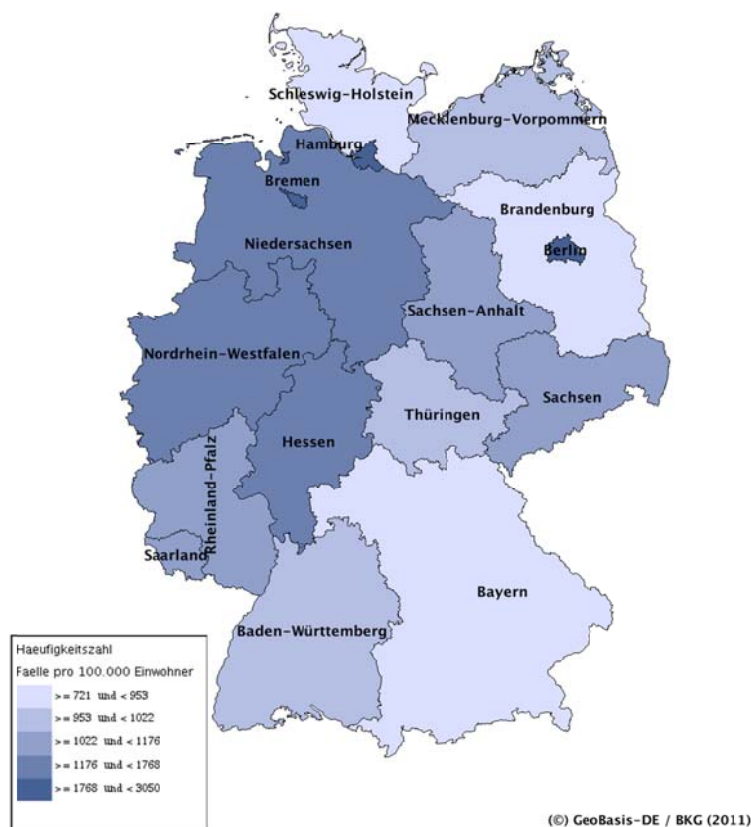 Schleswig-Holstein
Mecklenburg-Vorpommern
Hamburg
Bremen
Brandenburg
Niedersachsen
Berlin
Sachsen-Anhalt
Nordrhein-Westfalen
Sachsen
Thüringen
Hessen
Rheinland-Pfalz
Saarland
Bayern
Baden-Württemberg
Haeufigkeitszahl
Faelle pro 100.000 Einwohner
>= 721 und < 953
>= 953 und < 1022
>= 1022 und < 1176
>= 1176 und < 1768
>= 1768 und < 3050
(©) GeoBasis-DE / BKG (2011)